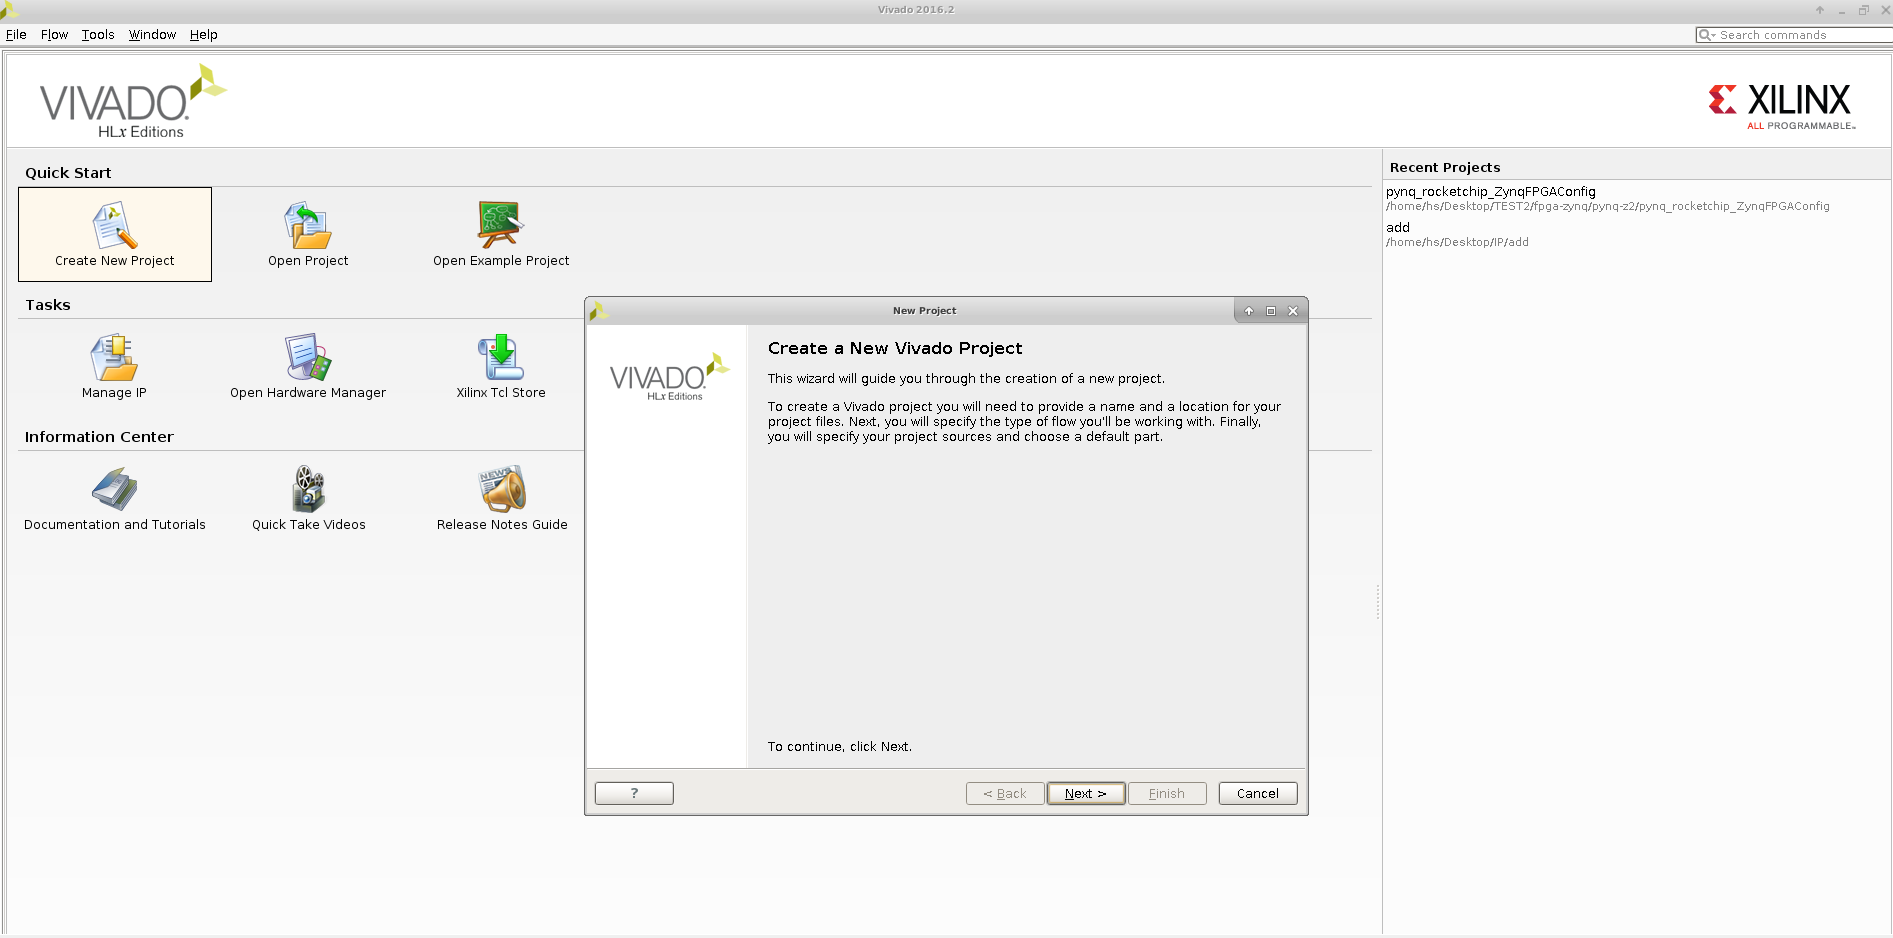 Vivado 2016.2
File Flow Tools Window Help
Search commands
VIVADO.
HLx Editions
XILINX
ALL PROGRAMMABLE™
Quick Start
Create New Project
Open Project
Open Example Project
Tasks
Manage IP
Open Hardware Manager
Xilinx Tcl Store
Information Center
Documentation and Tutorials
Quick Take Videos
NEWS
Release Notes Guide
Recent Projects
pynq_rocketchip_ZynqFPGAConfig
/home/hs/Desktop/TEST2/fpga-zynq/pynq-z2/pynq_rocketchip_ZynqFPGAConfig
add
/home/hs/Desktop/IP/add
New Project
VIVADO.
HLx Editions
Create a New Vivado Project
This wizard will guide you through the creation of a new project.
To create a Vivado project you will need to provide a name and a location for your
project files. Next, you will specify the type of flow you'll be working with. Finally,
you will specify your project sources and choose a default part.
To continue, click Next.
?
< Back
Next >
Finish
Cancel